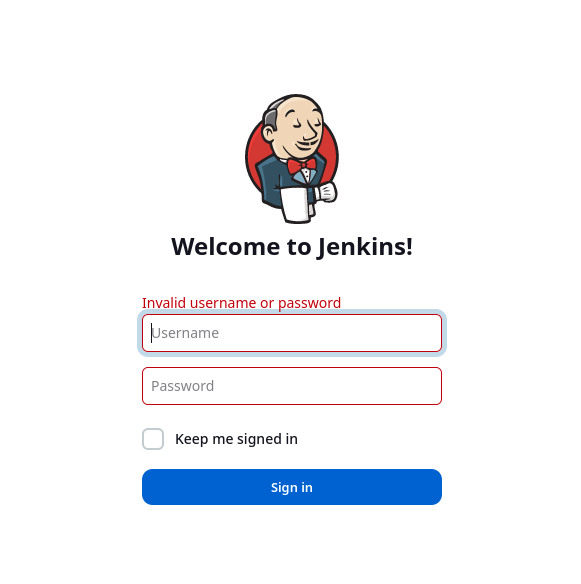 Welcome to Jenkins!
Invalid username or password
Username
Password
Keep me signed in
Sign in